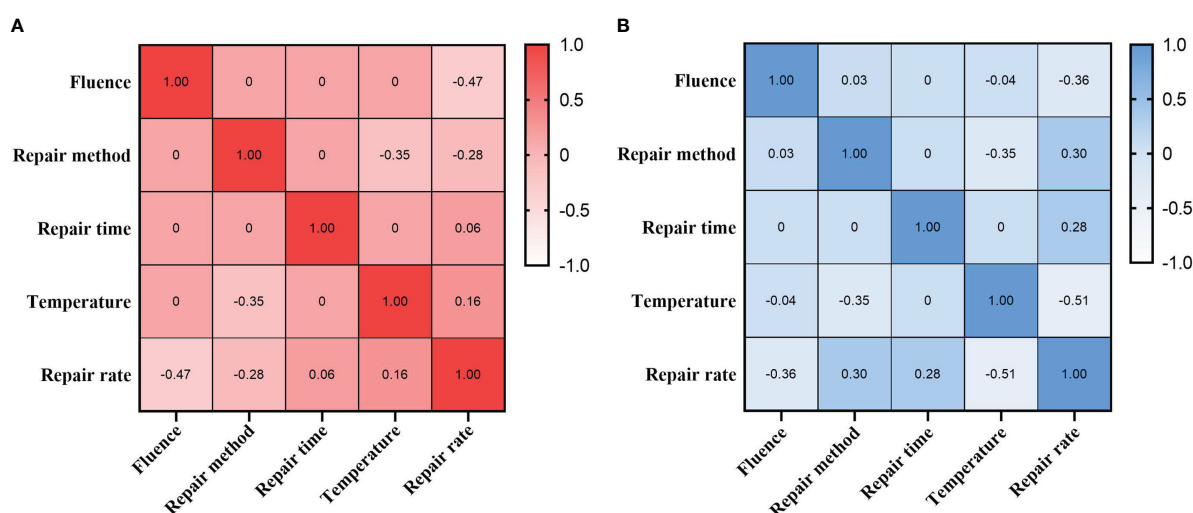 A
Fluence 1.00 0 0 0 -0.47
Repair method 0 1.00 0 -0.35 -0.28
Repair time 0 0 1.00 0 0.06
Temperature 0 -0.35 0 1.00 0.16
Repair rate -0.47 -0.28 0.06 0.16 1.00
Fluence Repair method Repair time Temperature Repair rate
1.0
0.5
0
-0.5
-1.0
B
Fluence 1.00 0.03 0 -0.04 -0.36
Repair method 0.03 1.00 0 -0.35 0.30
Repair time 0 0 1.00 0 0.28
Temperature -0.04 -0.35 0 1.00 -0.51
Repair rate -0.36 0.30 0.28 -0.51 1.00
Fluence Repair method Repair time Temperature Repair rate
1.0
0.5
0
-0.5
-1.0